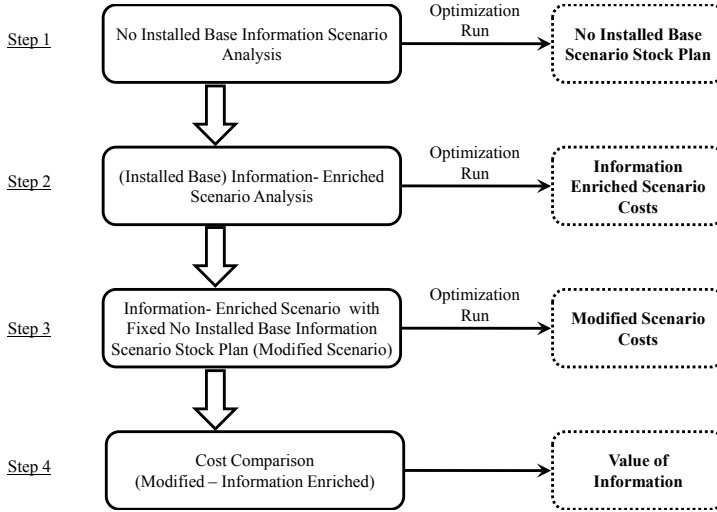 Step 1
No Installed Base Information Scenario
Analysis
Optimization
Run
No Installed Base
Scenario Stock Plan
Step 2
(Installed Base) Information- Enriched
Scenario Analysis
Optimization
Run
Information
Enriched Scenario
Costs
Step 3
Information- Enriched Scenario with
Fixed No Installed Base Information
Scenario Stock Plan (Modified Scenario)
Optimization
Run
Modified Scenario
Costs
Step 4
Cost Comparison
(Modified – Information Enriched)
Value of
Information